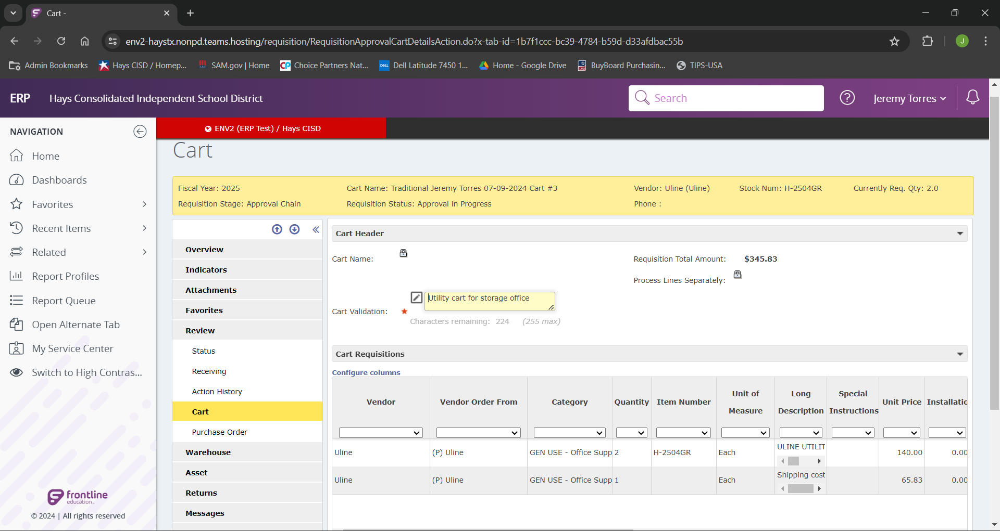 Cart -
env2-haystx.nonpd.teams.hosting/requisition/RequisitionApprovalCartDetailsAction.do?x-tab-id=1b7f1ccc-bc39-4784-b59d-d33afdbac55b
J
Admin Bookmarks
Hays CISD / Homep...
SAM.gov | Home
Choice Partners Nat...
Dell Latitude 7450 1...
Home - Google Drive
BuyBoard Purchasin...
TIPS-USA
ERP
Hays Consolidated Independent School District
Search
Jeremy Torres
NAVIGATION
ENV2 (ERP Test) / Hays CISD
Home
Dashboards
Favorites
Recent Items
Related
Report Profiles
Report Queue
Open Alternate Tab
My Service Center
Switch to High Contras...
frontline
education
© 2024 | All rights reserved
Cart
Fiscal Year: 2025
Cart Name: Traditional Jeremy Torres 07-09-2024 Cart #3
Vendor: Uline (Uline)
Stock Num: H-2504GR
Currently Req. Qty: 2.0
Requisition Stage: Approval Chain
Requisition Status: Approval in Progress
Phone :
Overview
Indicators
Attachments
Favorites
Review
Status
Receiving
Action History
Cart
Purchase Order
Warehouse
Asset
Returns
Messages
Cart Header
Cart Name:
Requisition Total Amount: $345.83
Process Lines Separately:
Cart Validation:
Utility cart for storage office
Characters remaining: 224 (255 max)
Cart Requisitions
Configure columns
Vendor
Vendor Order From
Category
Quantity
Item Number
Unit of Measure
Long Description
Special Instructions
Unit Price
Installatio
Uline (P) Uline GEN USE - Office Supp 2 H-2504GR Each ULINE UTILIT 140.00 0.00
Uline (P) Uline GEN USE - Office Supp 1 Each Shipping cost 65.83 0.00